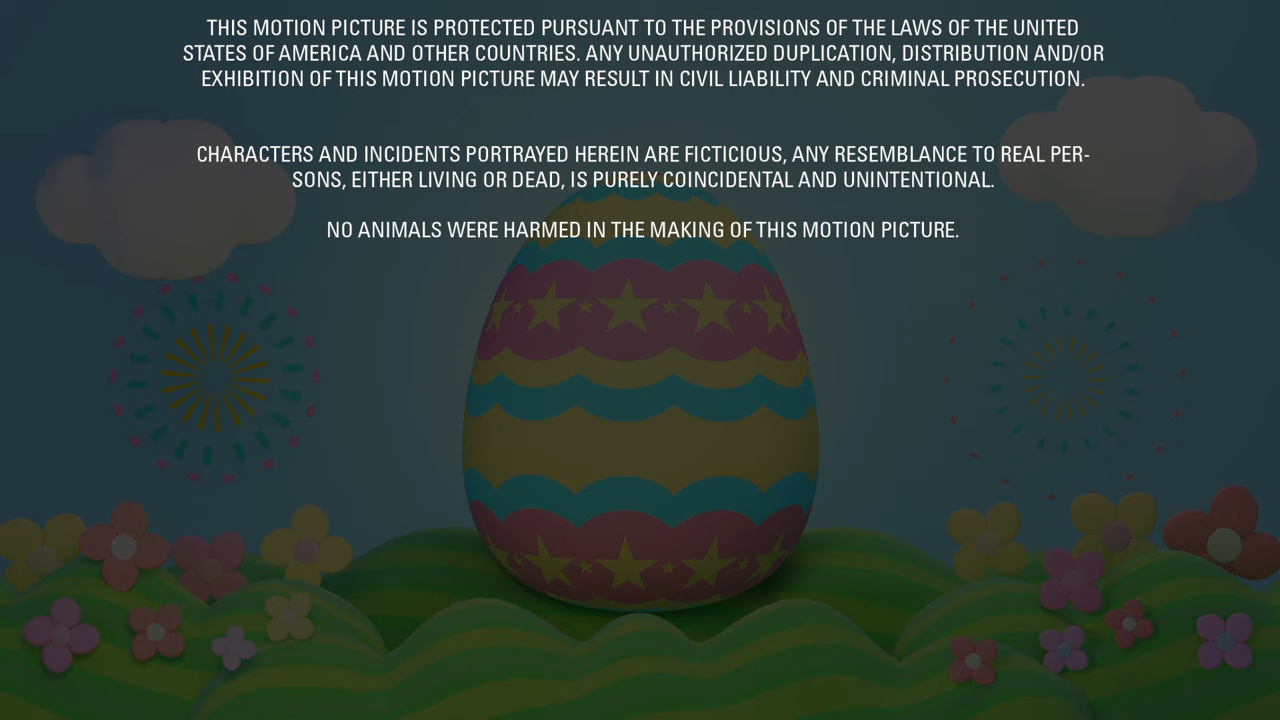 THIS MOTION PICTURE IS PROTECTED PURSUANT TO THE PROVISIONS OF THE LAWS OF THE UNITED
STATES OF AMERICA AND OTHER COUNTRIES. ANY UNAUTHORIZED DUPLICATION, DISTRIBUTION AND/OR
EXHIBITION OF THIS MOTION PICTURE MAY RESULT IN CIVIL LIABILITY AND CRIMINAL PROSECUTION.
CHARACTERS AND INCIDENTS PORTRAYED HEREIN ARE FICTICIOUS, ANY RESEMBLANCE TO REAL PER-
SONS, EITHER LIVING OR DEAD, IS PURELY COINCIDENTAL AND UNINTENTIONAL.
NO ANIMALS WERE HARMED IN THE MAKING OF THIS MOTION PICTURE.